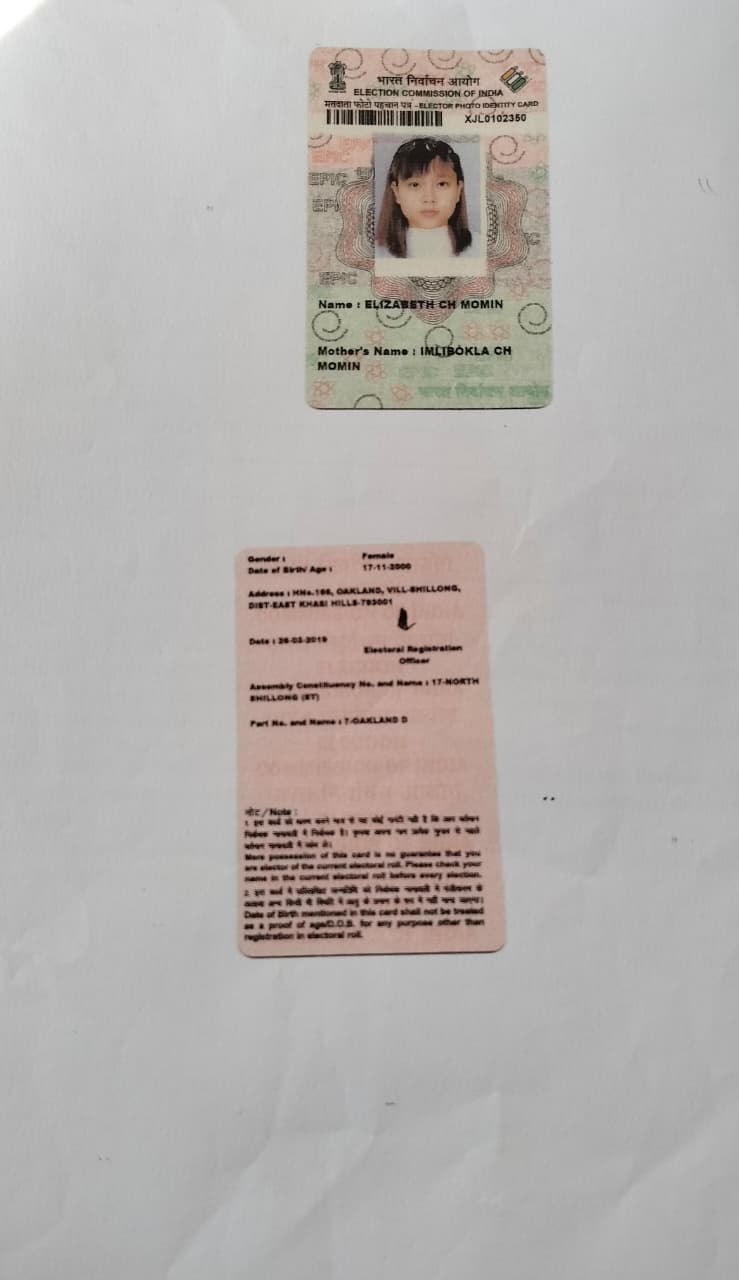 भारत निर्वाचन आयोग
ELECTION COMMISSION OF INDIA
मतदाता फोटो पहचान पत्र -ELECTOR PHOTO IDENTITY CARD
XJL0102350
EPIC
EPIC
EPI
EPIC
Name : ELIZABETH CH MOMIN
Mother's Name : IMLIBOKLA CH
MOMIN
भारत निर्वाचन आयोग
Gender : Female
Date of Birth/ Age : 17-11-2000
Address : HNo.166, OAKLAND, VILL-SHILLONG,
DIST-EAST KHASI HILLS-793001
Date : 26-03-2019
Electoral Registration
Officer
Assembly Constituency No. and Name : 17-NORTH
SHILLONG (ST)
Part No. and Name : 7-OAKLAND D
नोट / Note :
Mere possession of this card is no guarantee that you
are elector of the current electoral roll. Please check your
name in the current electoral roll before every election.
Date of Birth mentioned in this card shall not be treated
as a proof of age/D.O.B. for any purpose other than
registration in electoral roll.